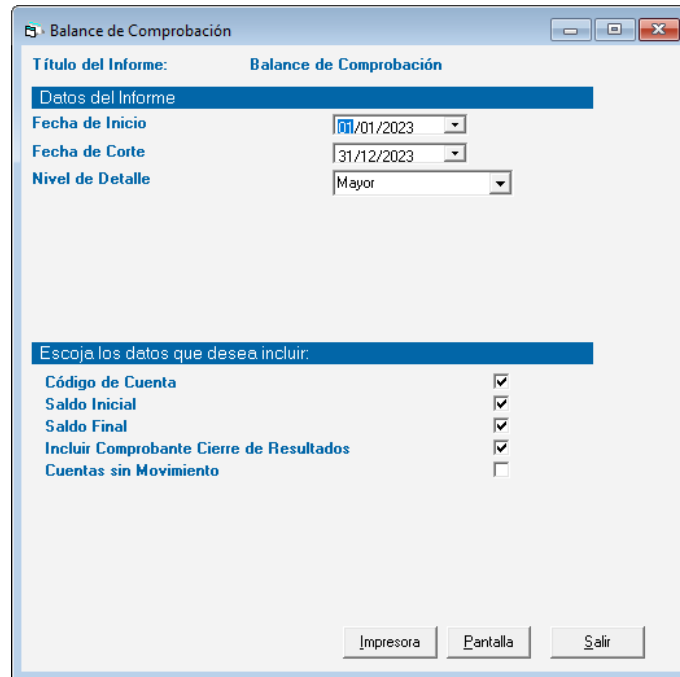 Balance de Comprobación
Título del Informe: Balance de Comprobación
Datos del Informe
Fecha de Inicio 01/01/2023
Fecha de Corte 31/12/2023
Nivel de Detalle Mayor
Escoja los datos que desea incluir:
Código de Cuenta
Saldo Inicial
Saldo Final
Incluir Comprobante Cierre de Resultados
Cuentas sin Movimiento
Impresora Pantalla Salir